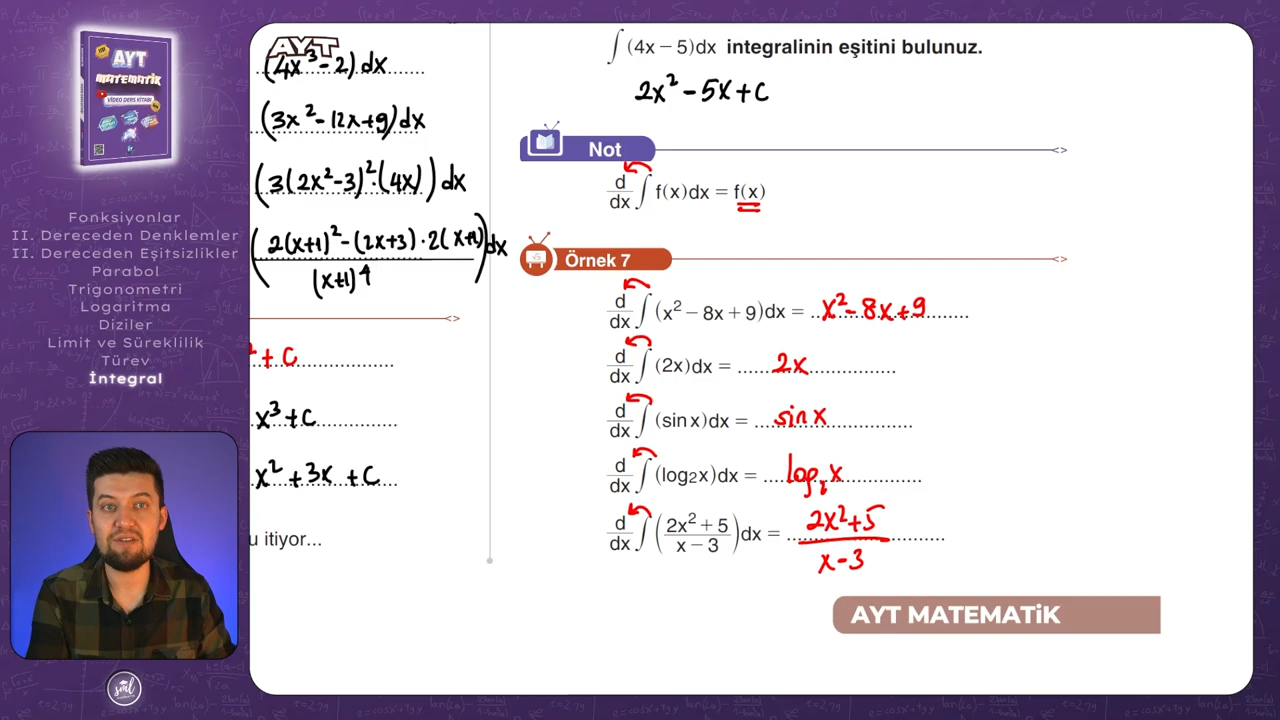 AYT
MATEMATİK
VİDEO DERS KİTABI
Fonksiyonlar
II. Dereceden Denklemler
II. Dereceden Eşitsizlikler
Parabol
Trigonometri
Logaritma
Diziler
Limit ve Süreklilik
Türev
İntegral
sml
AYT
(4x³ - 2) dx
(3x² - 12x + 9) dx
(3(2x² - 3)² · (4x)) dx
(2(x+1)² - (2x+3) · 2(x+1) / (x+1)⁴) dx
² + c
x³ + c
x² + 3x + c
u itiyor...
∫ (4x – 5)dx integralinin eşitini bulunuz.
2x² - 5x + c
Not
d/dx ∫ f(x)dx = f(x)
Örnek 7
d/dx ∫ (x² – 8x + 9)dx = x² - 8x + 9
d/dx ∫ (2x)dx = 2x
d/dx ∫ (sin x)dx = sin x
d/dx ∫ (log₂x)dx = log₂x
d/dx ∫ (2x² + 5 / x – 3)dx = 2x² + 5 / x - 3
AYT MATEMATİK